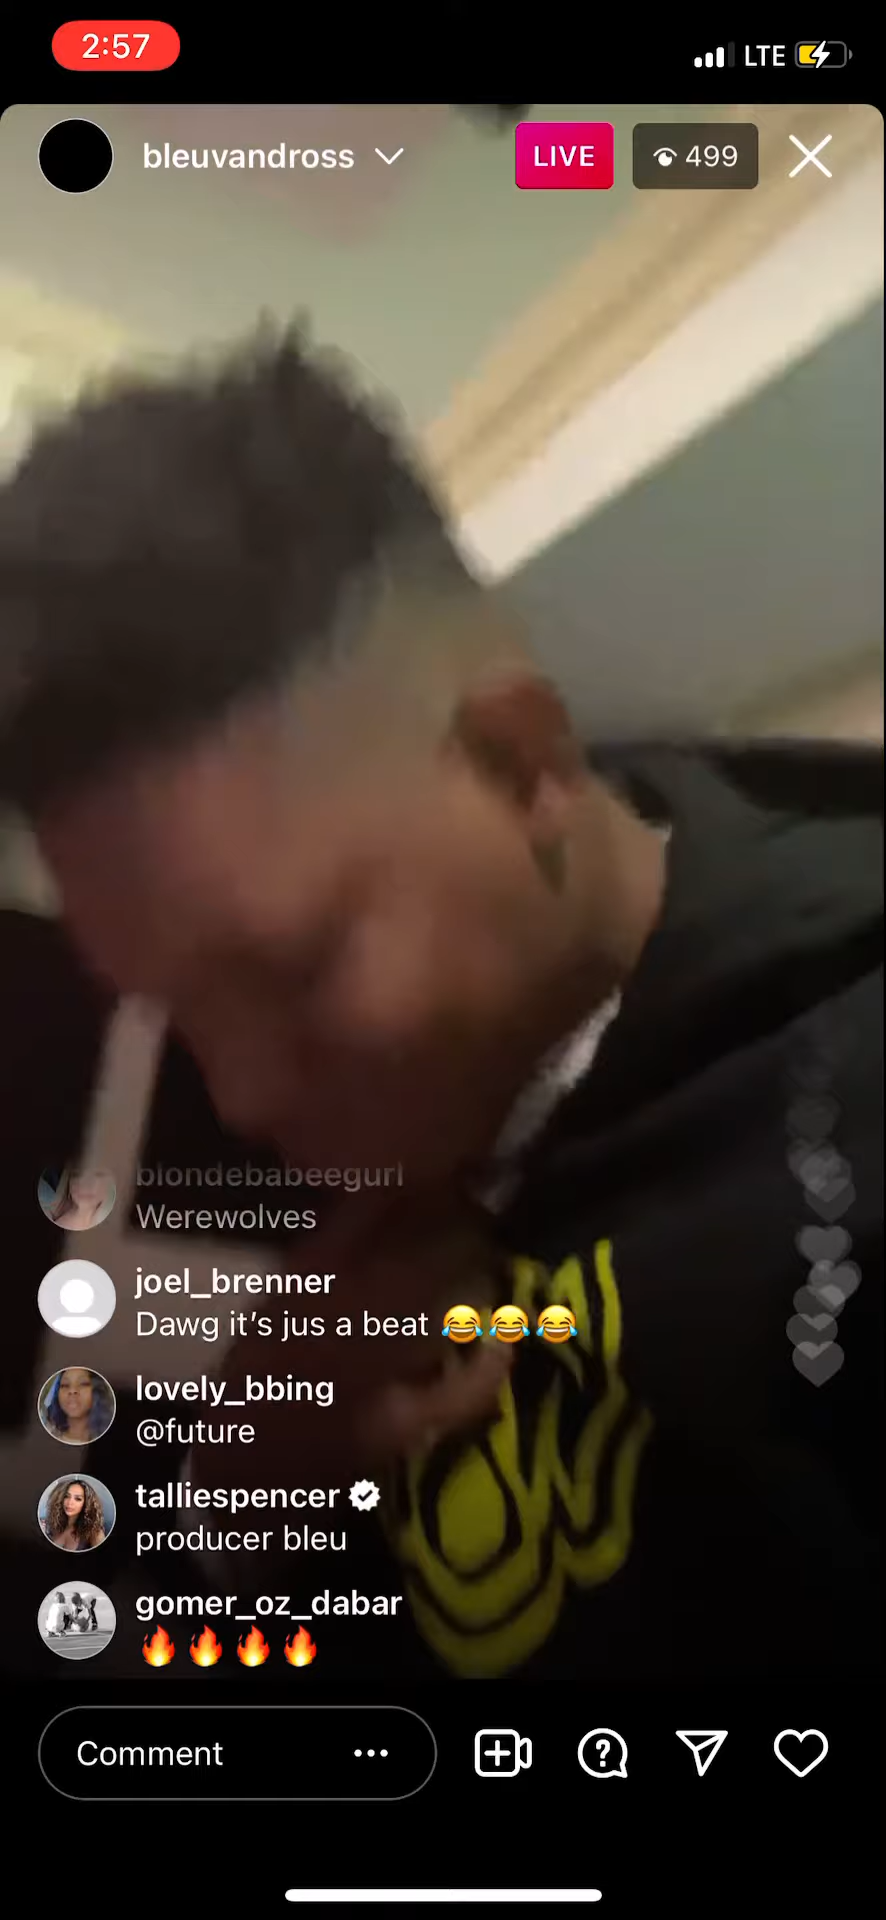 2:57
LTE
bleuvandross
LIVE
499
blondebabeegurl
Werewolves
joel_brenner
Dawg it’s jus a beat 😂😂😂
lovely_bbing
@future
talliespencer
producer bleu
gomer_oz_dabar
🔥🔥🔥🔥
Comment